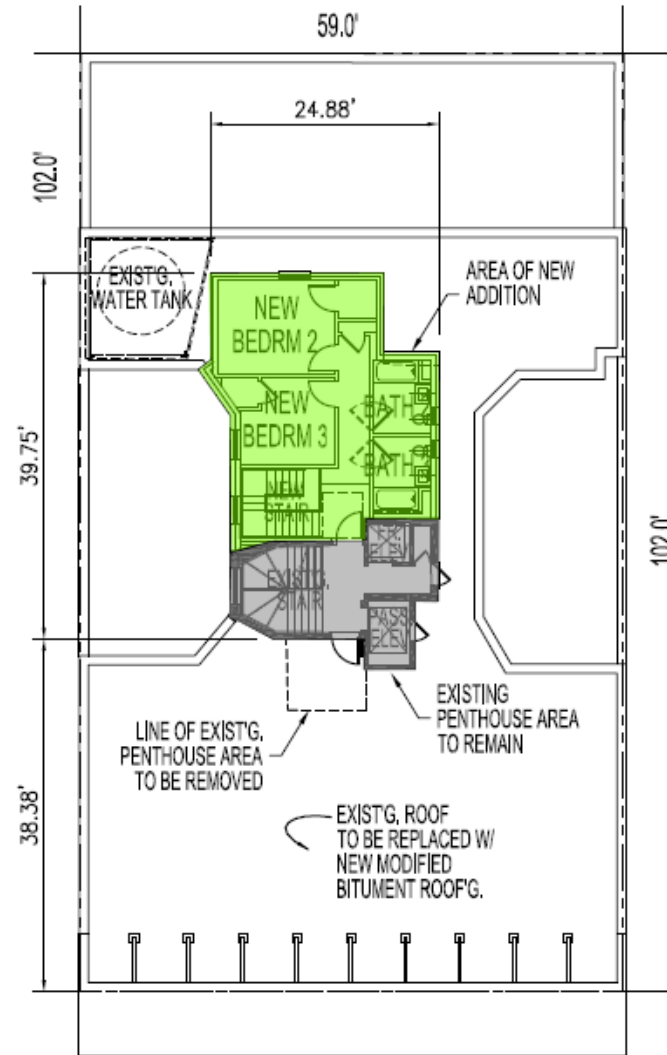 59.0'
24.88'
102.0'
EXIST'G.
WATER TANK
AREA OF NEW
ADDITION
NEW
BEDRM 2
NEW
BEDRM 3
BATH
BATH
39.75'
NEW
STAIR
102.0'
EXIST'G.
STAIR
PASS.
ELEV.
LINE OF EXIST'G.
PENTHOUSE AREA
TO BE REMOVED
EXISTING
PENTHOUSE AREA
TO REMAIN
38.38'
EXIST'G. ROOF
TO BE REPLACED W/
NEW MODIFIED
BITUMENT ROOF'G.